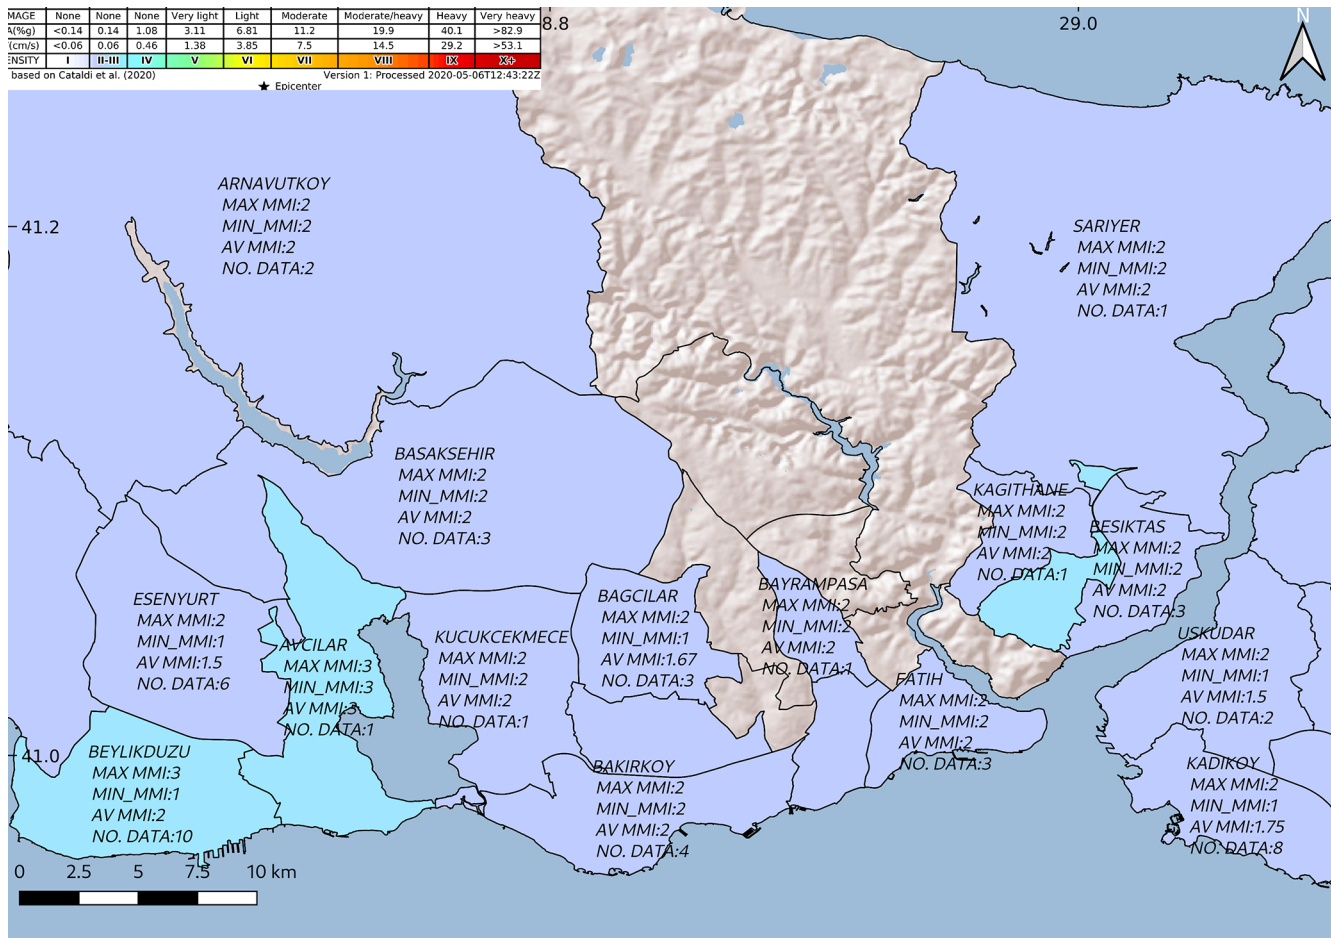 MAGE None None None Very light Light Moderate Moderate/heavy Heavy Very heavy
A(%g) <0.14 0.14 1.08 3.11 6.81 11.2 19.9 40.1 >82.9
(cm/s) <0.06 0.06 0.46 1.38 3.85 7.5 14.5 29.2 >53.1
ENSITY I II-III IV V VI VII VIII IX X+
based on Cataldi et al. (2020) Version 1: Processed 2020-05-06T12:43:22Z
★ Epicenter
8.8
29.0
N
41.2
41.0
ARNAVUTKOY
MAX MMI:2
MIN_MMI:2
AV MMI:2
NO. DATA:2
SARIYER
MAX MMI:2
MIN_MMI:2
AV MMI:2
NO. DATA:1
BASAKSEHIR
MAX MMI:2
MIN_MMI:2
AV MMI:2
NO. DATA:3
KAGITHANE
MAX MMI:2
MIN_MMI:2
AV MMI:2
NO. DATA:1
BESIKTAS
MAX MMI:2
MIN_MMI:2
AV MMI:2
NO. DATA:3
ESENYURT
MAX MMI:2
MIN_MMI:1
AV MMI:1.5
NO. DATA:6
AVCILAR
MAX MMI:3
MIN_MMI:3
AV MMI:3
NO. DATA:1
KUCUKCEKMECE
MAX MMI:2
MIN_MMI:2
AV MMI:2
NO. DATA:1
BAGCILAR
MAX MMI:2
MIN_MMI:1
AV MMI:1.67
NO. DATA:3
BAYRAMPASA
MAX MMI:2
MIN_MMI:2
AV MMI:2
NO. DATA:1
FATIH
MAX MMI:2
MIN_MMI:2
AV MMI:2
NO. DATA:3
USKUDAR
MAX MMI:2
MIN_MMI:1
AV MMI:1.5
NO. DATA:2
BEYLIKDUZU
MAX MMI:3
MIN_MMI:1
AV MMI:2
NO. DATA:10
BAKIRKOY
MAX MMI:2
MIN_MMI:2
AV MMI:2
NO. DATA:4
KADIKOY
MAX MMI:2
MIN_MMI:1
AV MMI:1.75
NO. DATA:8
0 2.5 5 7.5 10 km